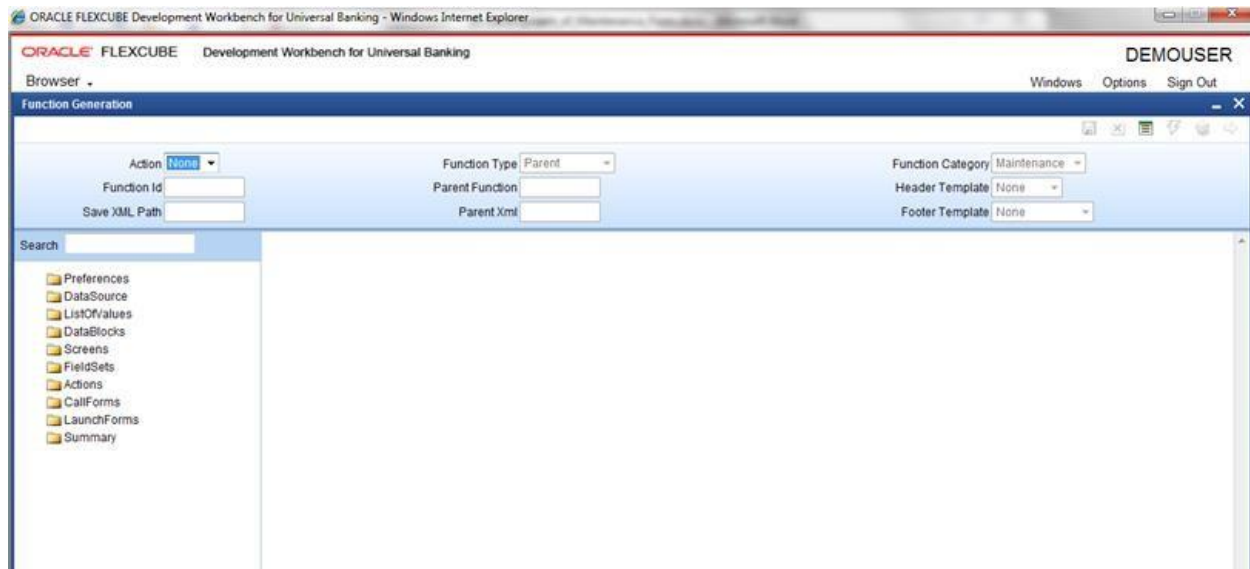 ORACLE FLEXCUBE Development Workbench for Universal Banking - Windows Internet Explorer
ORACLE FLEXCUBE Development Workbench for Universal Banking DEMOUSER
Browser Windows Options Sign Out
Function Generation
Action None Function Type Parent Function Category Maintenance
Function Id Parent Function Header Template None
Save XML Path Parent Xml Footer Template None
Search
Preferences
DataSource
ListOfValues
DataBlocks
Screens
FieldSets
Actions
CallForms
LaunchForms
Summary